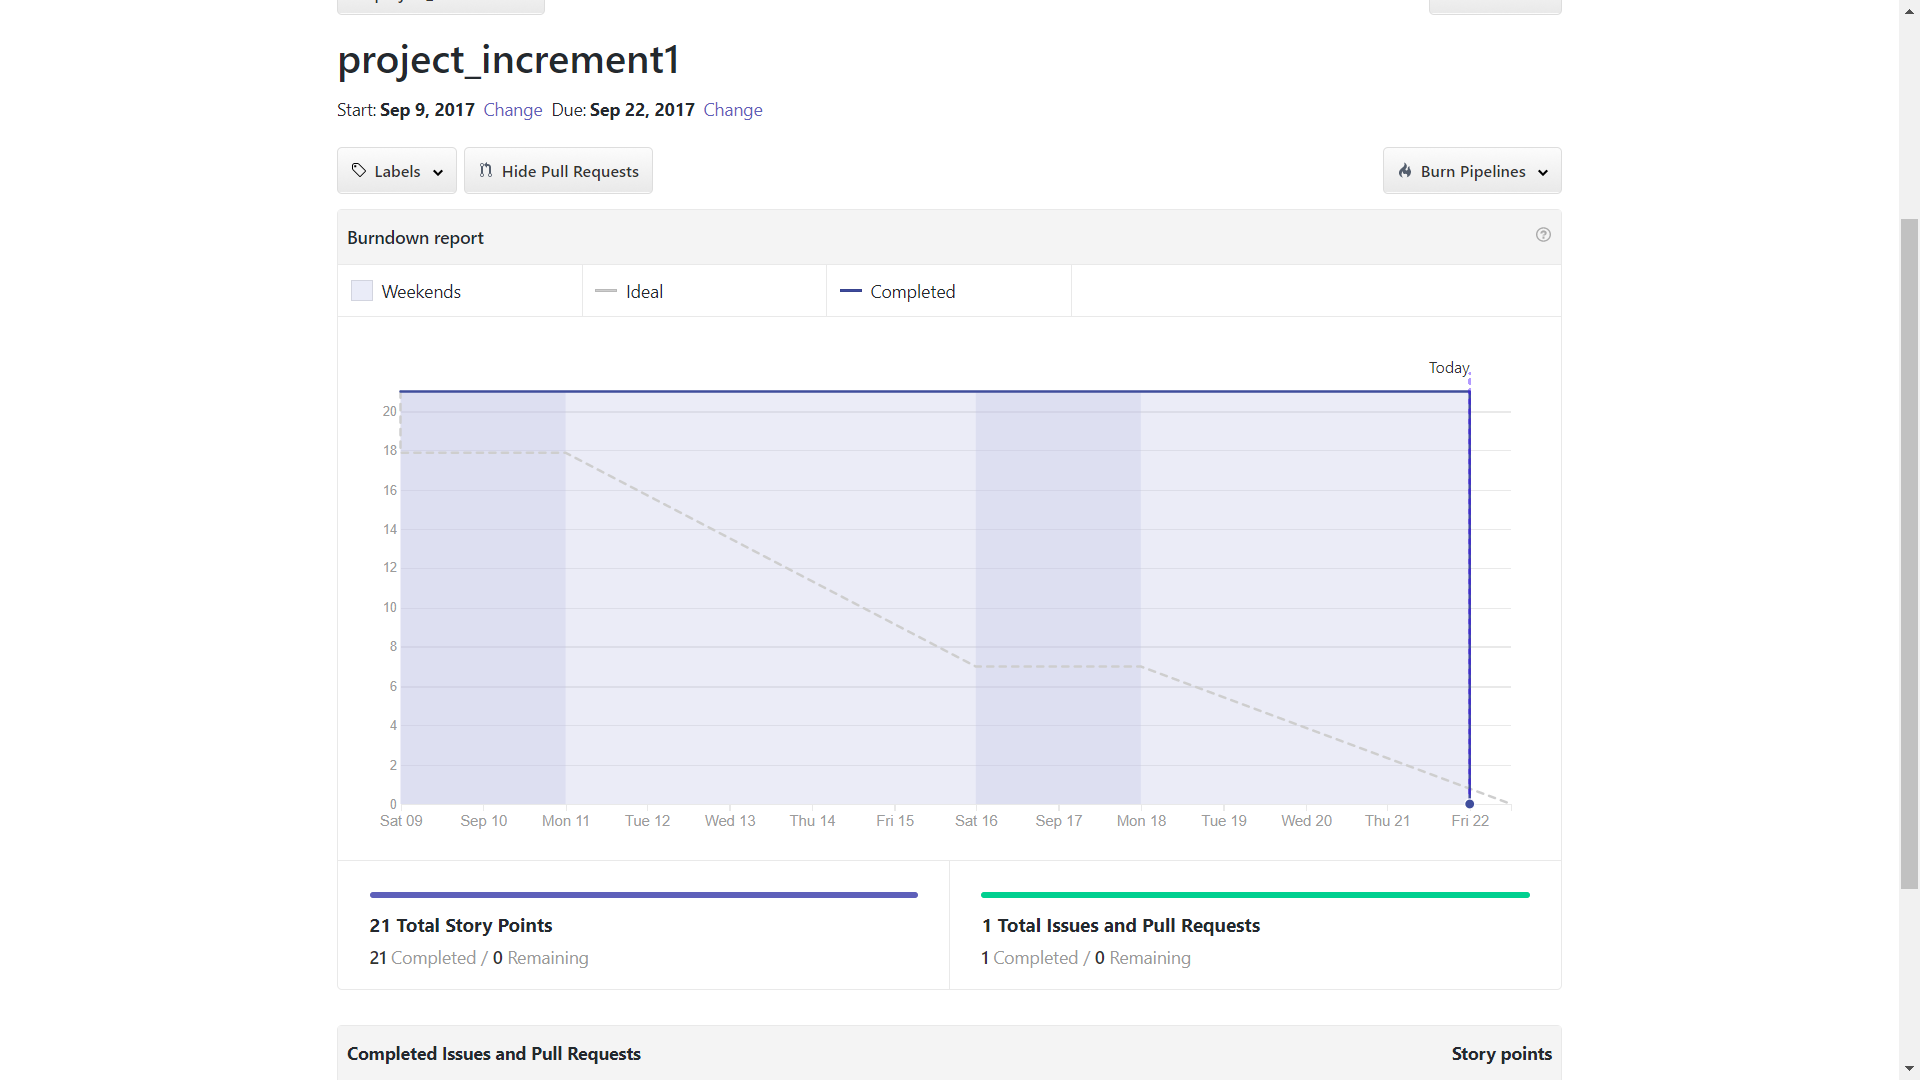 project_increment1
Start: Sep 9, 2017 Change Due: Sep 22, 2017 Change
Labels Hide Pull Requests Burn Pipelines
Burndown report
Weekends Ideal Completed
Today
20
18
16
14
12
10
8
6
4
2
0
Sat 09 Sep 10 Mon 11 Tue 12 Wed 13 Thu 14 Fri 15 Sat 16 Sep 17 Mon 18 Tue 19 Wed 20 Thu 21 Fri 22
21 Total Story Points
21 Completed / 0 Remaining
1 Total Issues and Pull Requests
1 Completed / 0 Remaining
Completed Issues and Pull Requests Story points